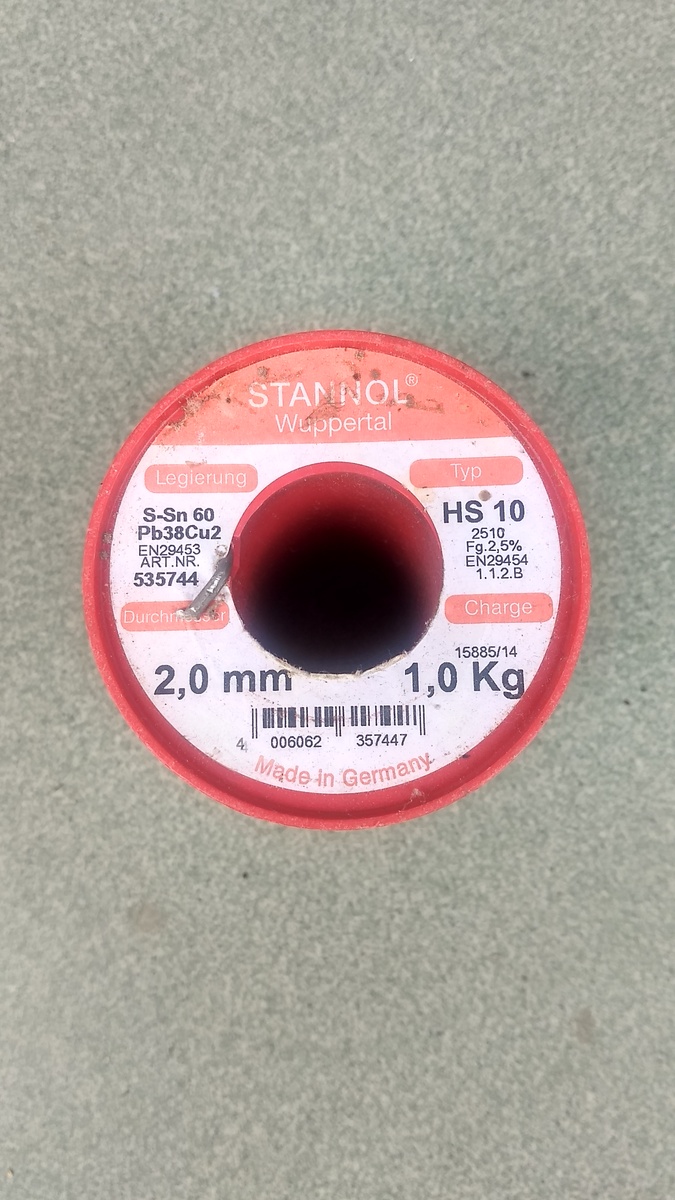 STANNOL®
Wuppertal
Legierung
S-Sn 60
Pb38Cu2
EN29453
ART.NR.
535744
Durchmesser
2,0 mm
Typ
HS 10
2510
Fg.2,5%
EN29454
1.1.2.B
Charge
15885/14
1,0 Kg
4 006062 357447
Made in Germany